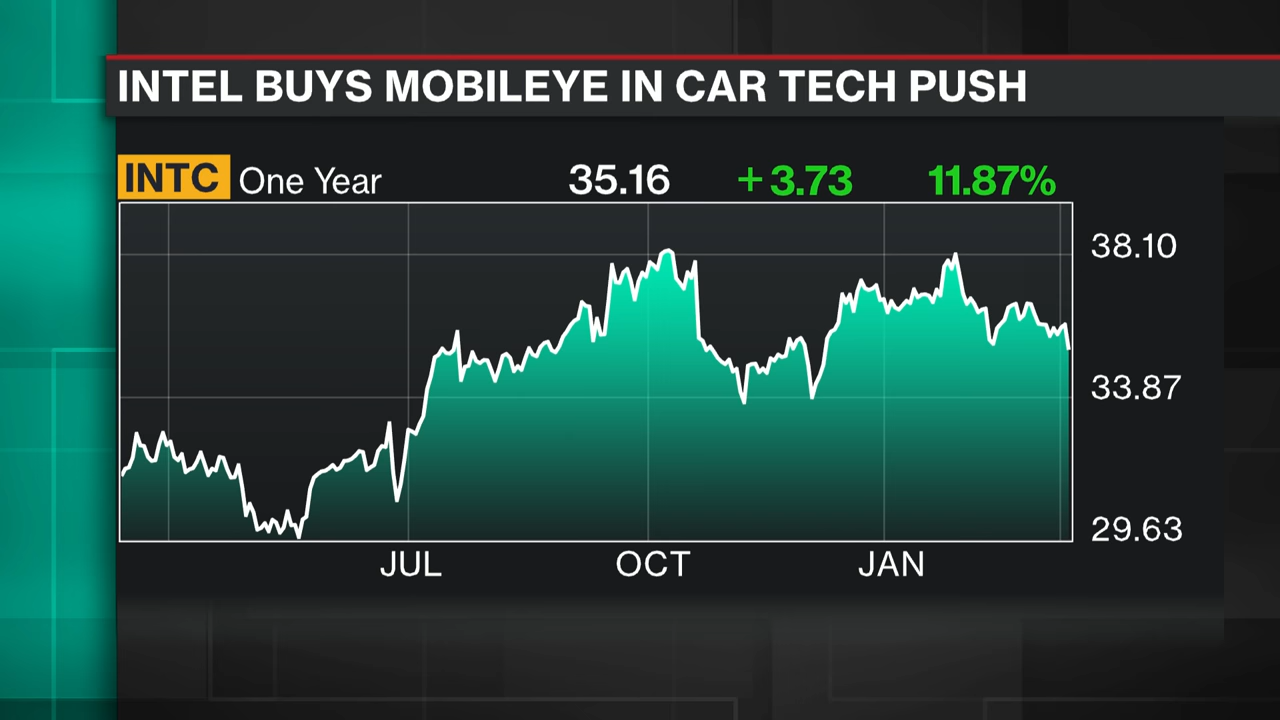 INTEL BUYS MOBILEYE IN CAR TECH PUSH
INTC One Year 35.16 +3.73 11.87%
38.10
33.87
29.63
JUL OCT JAN